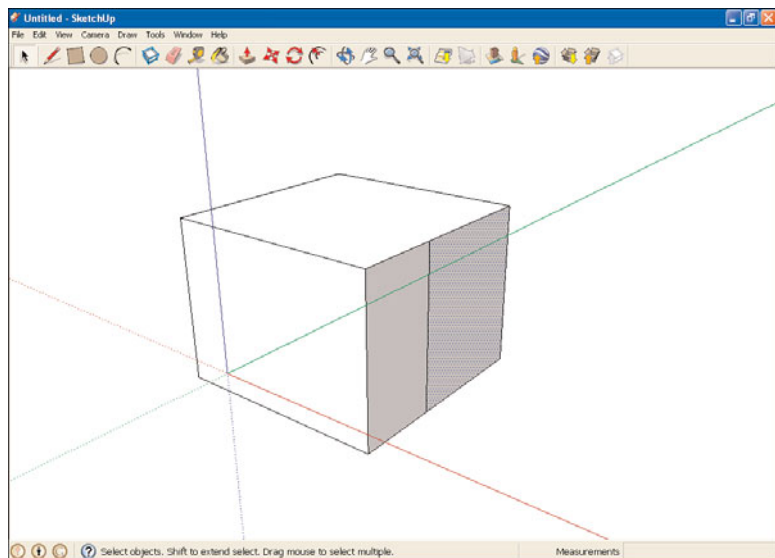 Untitled - SketchUp
File Edit View Camera Draw Tools Window Help
Select objects. Shift to extend select. Drag mouse to select multiple. Measurements